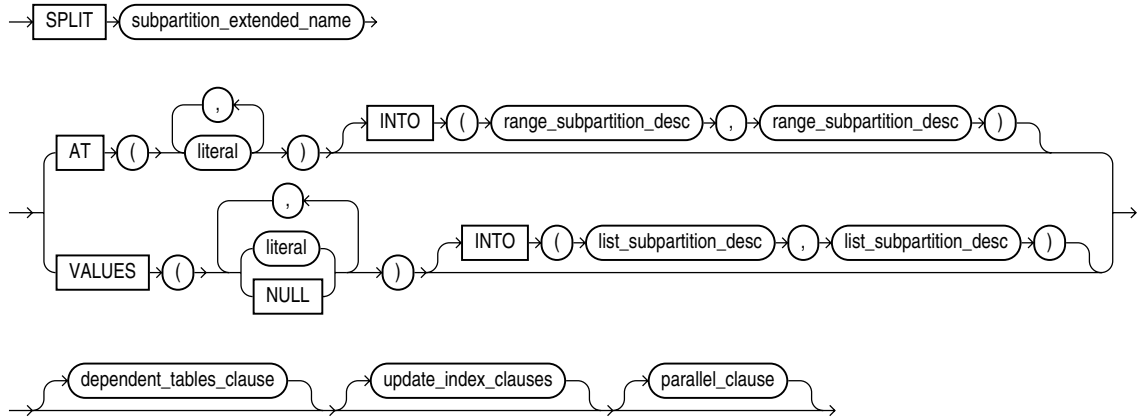 SPLIT subpartition_extended_name
,
INTO ( range_subpartition_desc , range_subpartition_desc )
AT ( literal )
,
literal
INTO ( list_subpartition_desc , list_subpartition_desc )
VALUES ( )
NULL
dependent_tables_clause update_index_clauses parallel_clause